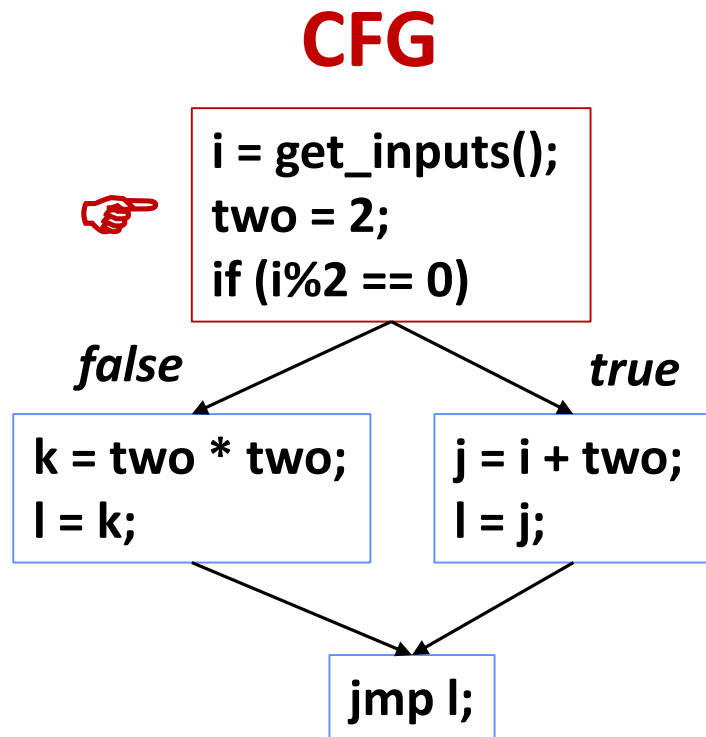 CFG
i = get_inputs();
two = 2;
if (i%2 == 0)
false
true
k = two * two;
l = k;
j = i + two;
l = j;
jmp l;